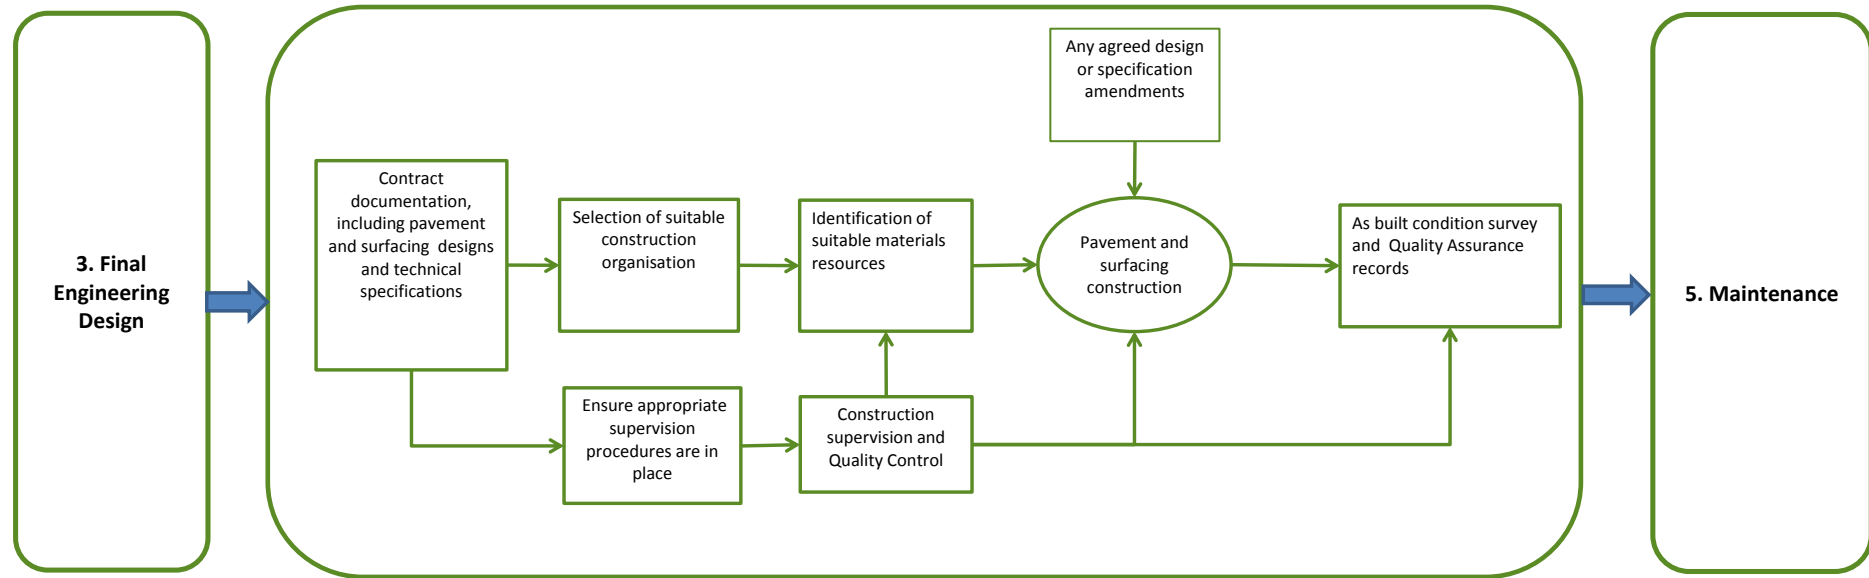 3. Final
Engineering
Design
Contract
documentation,
including pavement
and surfacing designs
and technical
specifications
Selection of suitable
construction
organisation
Identification of
suitable materials
resources
Any agreed design
or specification
amendments
Pavement and
surfacing
construction
As built condition survey
and Quality Assurance
records
Ensure appropriate
supervision
procedures are in
place
Construction
supervision and
Quality Control
5. Maintenance